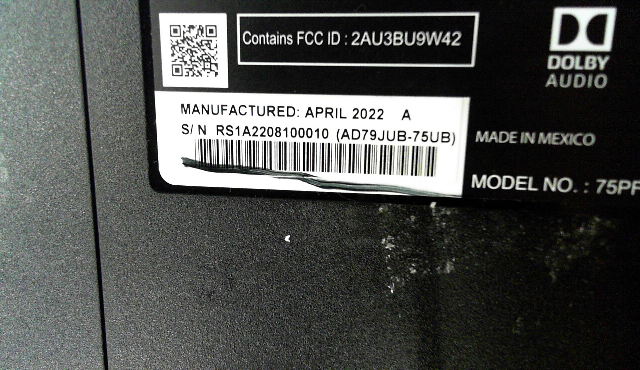 Contains FCC ID : 2AU3BU9W42
DOLBY
AUDIO
MANUFACTURED: APRIL 2022 A
S/ N RS1A2208100010 (AD79JUB-75UB)
MADE IN MEXICO
MODEL NO. : 75PF